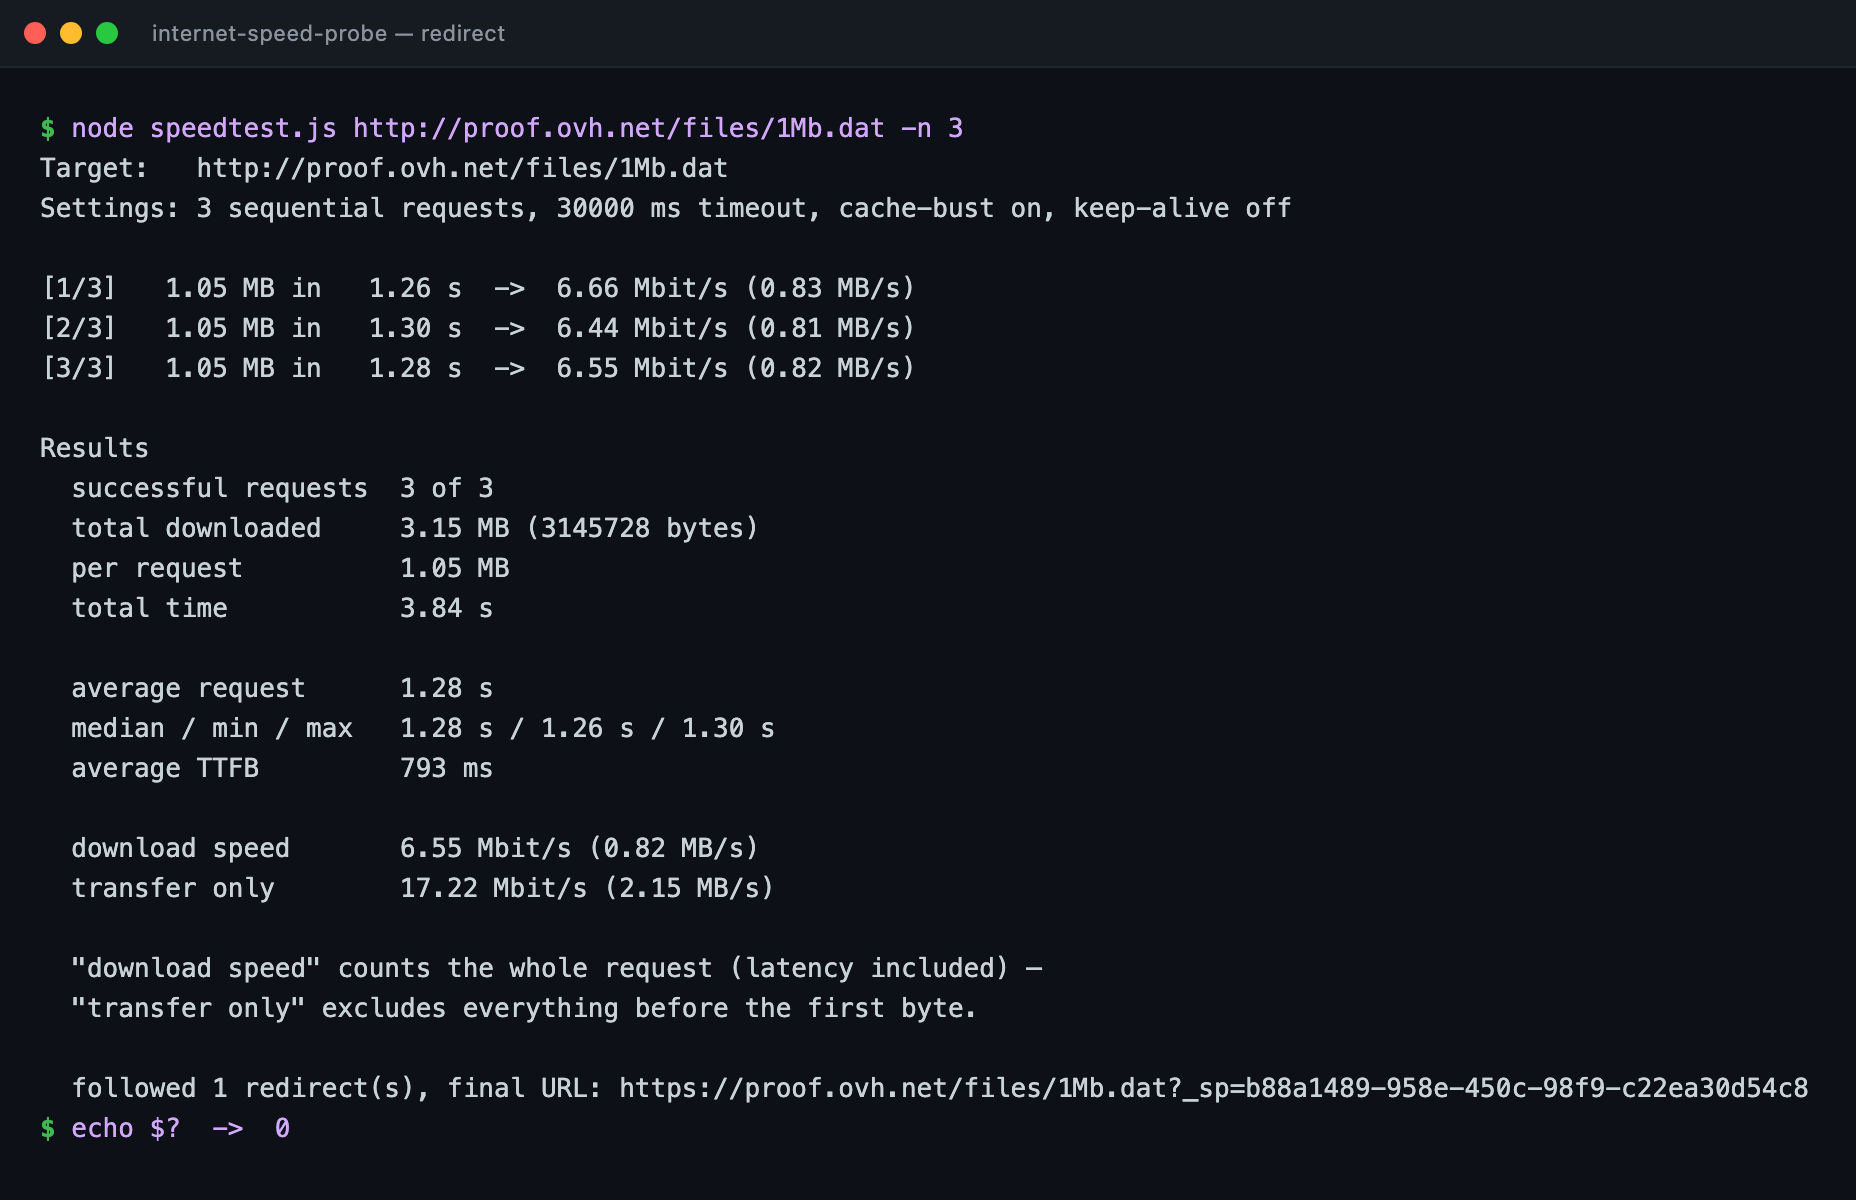 internet-speed-probe — redirect
$ node speedtest.js http://proof.ovh.net/files/1Mb.dat -n 3
Target:   http://proof.ovh.net/files/1Mb.dat
Settings: 3 sequential requests, 30000 ms timeout, cache-bust on, keep-alive off
[1/3]   1.05 MB in   1.26 s  ->  6.66 Mbit/s (0.83 MB/s)
[2/3]   1.05 MB in   1.30 s  ->  6.44 Mbit/s (0.81 MB/s)
[3/3]   1.05 MB in   1.28 s  ->  6.55 Mbit/s (0.82 MB/s)
Results
  successful requests  3 of 3
  total downloaded     3.15 MB (3145728 bytes)
  per request          1.05 MB
  total time           3.84 s
  average request      1.28 s
  median / min / max   1.28 s / 1.26 s / 1.30 s
  average TTFB         793 ms
  download speed       6.55 Mbit/s (0.82 MB/s)
  transfer only        17.22 Mbit/s (2.15 MB/s)
  "download speed" counts the whole request (latency included) —
  "transfer only" excludes everything before the first byte.
  followed 1 redirect(s), final URL: https://proof.ovh.net/files/1Mb.dat?_sp=b88a1489-958e-450c-98f9-c22ea30d54c8
$ echo $?  ->  0